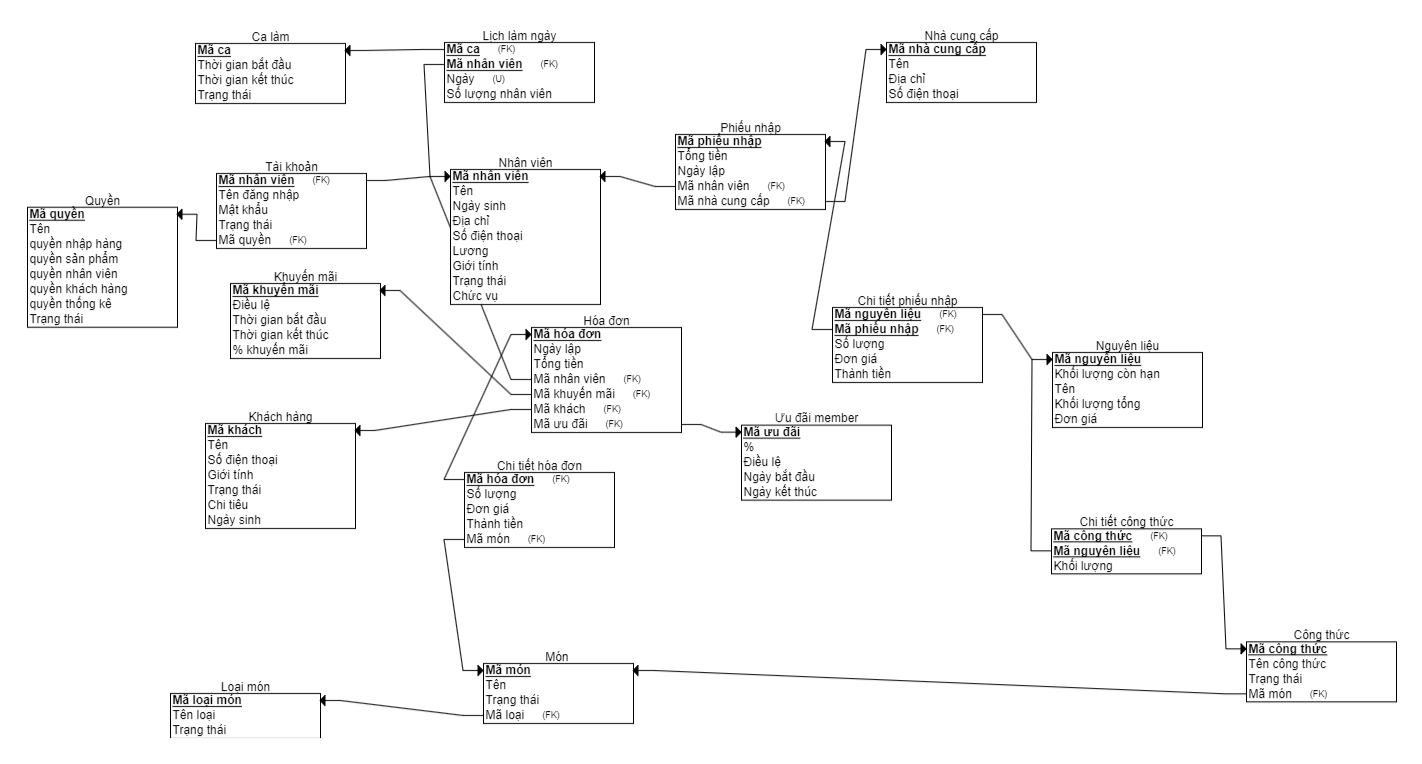 Ca làm
Mã ca
Thời gian bắt đầu
Thời gian kết thúc
Trạng thái
Lịch làm ngày
Mã ca (FK)
Mã nhân viên (FK)
Ngày (U)
Số lượng nhân viên
Nhà cung cấp
Mã nhà cung cấp
Tên
Địa chỉ
Số điện thoại
Phiếu nhập
Mã phiếu nhập
Tổng tiền
Ngày lập
Mã nhân viên (FK)
Mã nhà cung cấp (FK)
Tài khoản
Mã nhân viên (FK)
Tên đăng nhập
Mật khẩu
Trạng thái
Mã quyền (FK)
Nhân viên
Mã nhân viên
Tên
Ngày sinh
Địa chỉ
Số điện thoại
Lương
Giới tính
Trạng thái
Chức vụ
Quyền
Mã quyền
Tên
quyền nhập hàng
quyền sản phẩm
quyền nhân viên
quyền khách hàng
quyền thống kê
Trạng thái
Khuyến mãi
Mã khuyến mãi
Điều lệ
Thời gian bắt đầu
Thời gian kết thúc
% khuyến mãi
Hóa đơn
Mã hóa đơn
Ngày lập
Tổng tiền
Mã nhân viên (FK)
Mã khuyến mãi (FK)
Mã khách (FK)
Mã ưu đãi (FK)
Chi tiết phiếu nhập
Mã nguyên liệu (FK)
Mã phiếu nhập (FK)
Số lượng
Đơn giá
Thành tiền
Nguyên liệu
Mã nguyên liệu
Khối lượng còn hạn
Tên
Khối lượng tổng
Đơn giá
Khách hàng
Mã khách
Tên
Số điện thoại
Giới tính
Trạng thái
Chi tiêu
Ngày sinh
Ưu đãi member
Mã ưu đãi
%
Điều lệ
Ngày bắt đầu
Ngày kết thúc
Chi tiết hóa đơn
Mã hóa đơn (FK)
Số lượng
Đơn giá
Thành tiền
Mã món (FK)
Chi tiết công thức
Mã công thức (FK)
Mã nguyên liệu (FK)
Khối lượng
Công thức
Mã công thức
Tên công thức
Trạng thái
Mã món (FK)
Món
Mã món
Tên
Trạng thái
Mã loại (FK)
Loại món
Mã loại món
Tên loại
Trạng thái